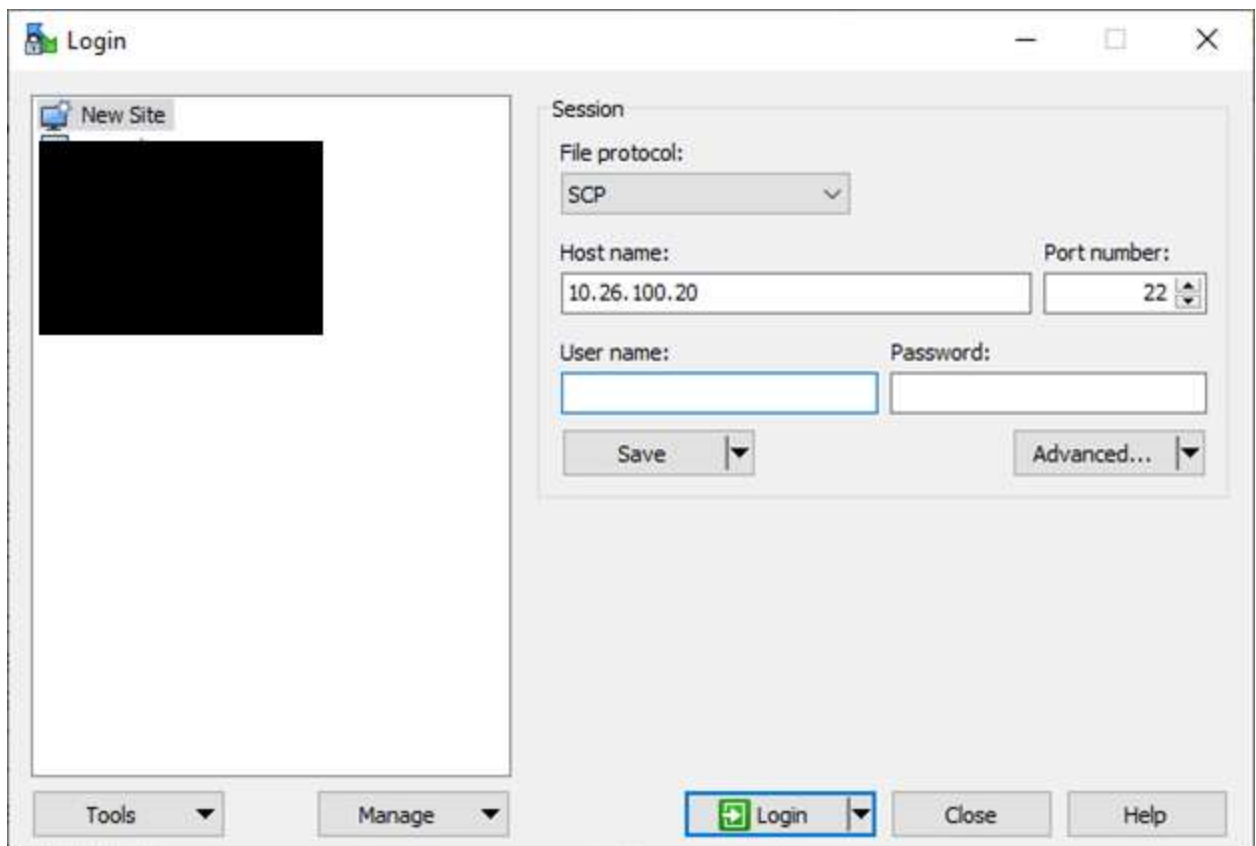 Login
New Site
Session
File protocol:
SCP
Host name:
Port number:
10.26.100.20
22
User name:
Password:
Save
Advanced...
Tools
Manage
Login
Close
Help